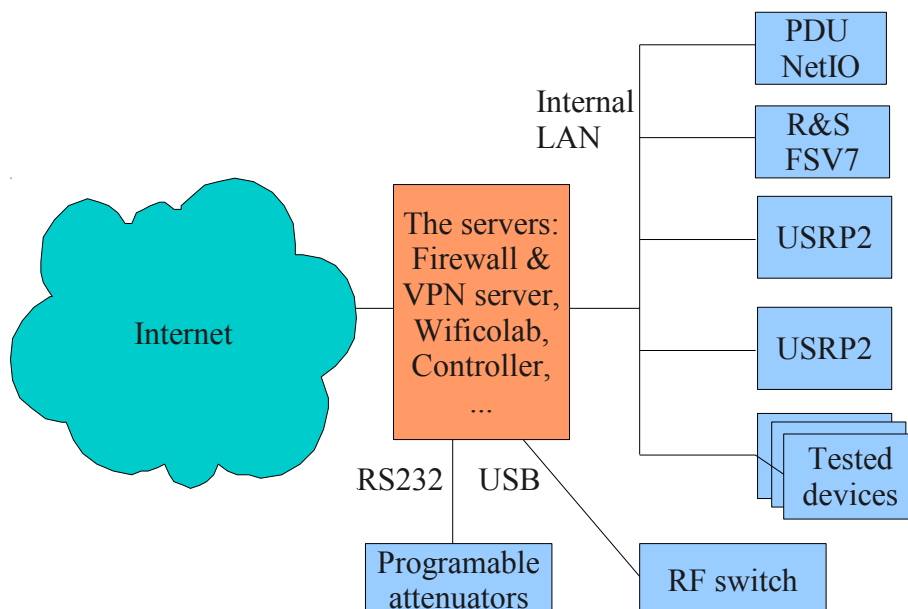 PDU
NetIO
Internal
LAN
R&S
FSV7
The servers:
Firewall &
VPN server,
Wificolab,
Controller,
...
USRP2
Internet
USRP2
Tested
devices
RS232
USB
Programable
attenuators
RF switch